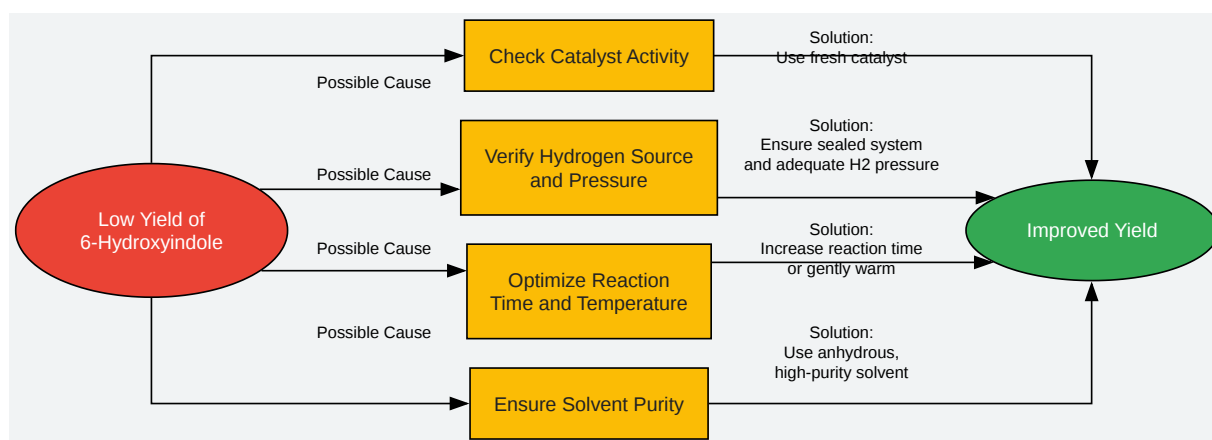 Low Yield of
6-Hydroxyindole
Possible Cause
Check Catalyst Activity
Solution:
Use fresh catalyst
Possible Cause
Verify Hydrogen Source
and Pressure
Solution:
Ensure sealed system
and adequate H2 pressure
Possible Cause
Optimize Reaction
Time and Temperature
Solution:
Increase reaction time
or gently warm
Possible Cause
Ensure Solvent Purity
Solution:
Use anhydrous,
high-purity solvent
Improved Yield